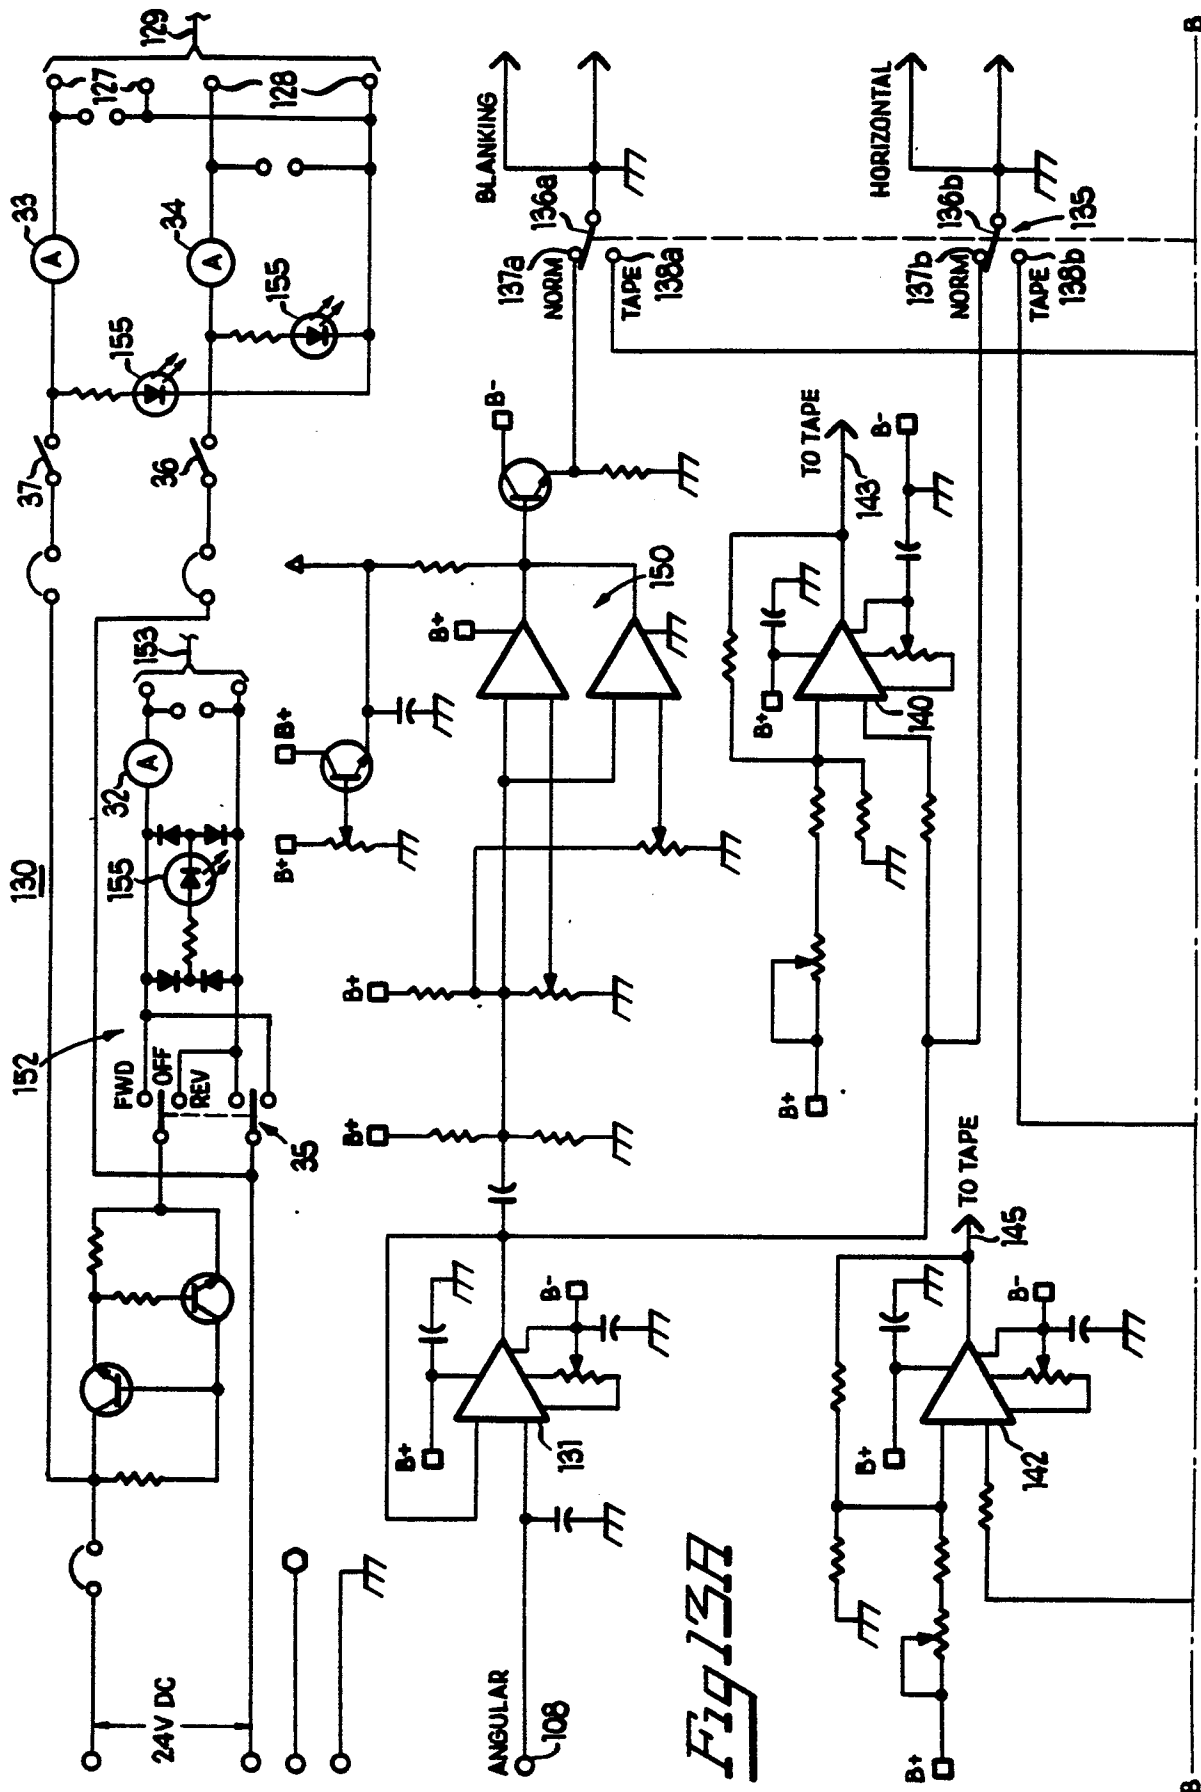 130
152
FWD
OFF
REV
35
155
32
A
153
24V DC
37
36
33
A
34
A
155
155
127
128
129
B+
B+
B+
B+
B+
B-
150
BLANKING
136a
137a
NORM
TAPE
138a
ANGULAR
108
B+
131
B-
B+
B+
140
B-
TO TAPE
143
HORIZONTAL
136b
135
137b
NORM
TAPE
138b
B+
B+
142
B-
TO TAPE
145
B
B
Fig 13A